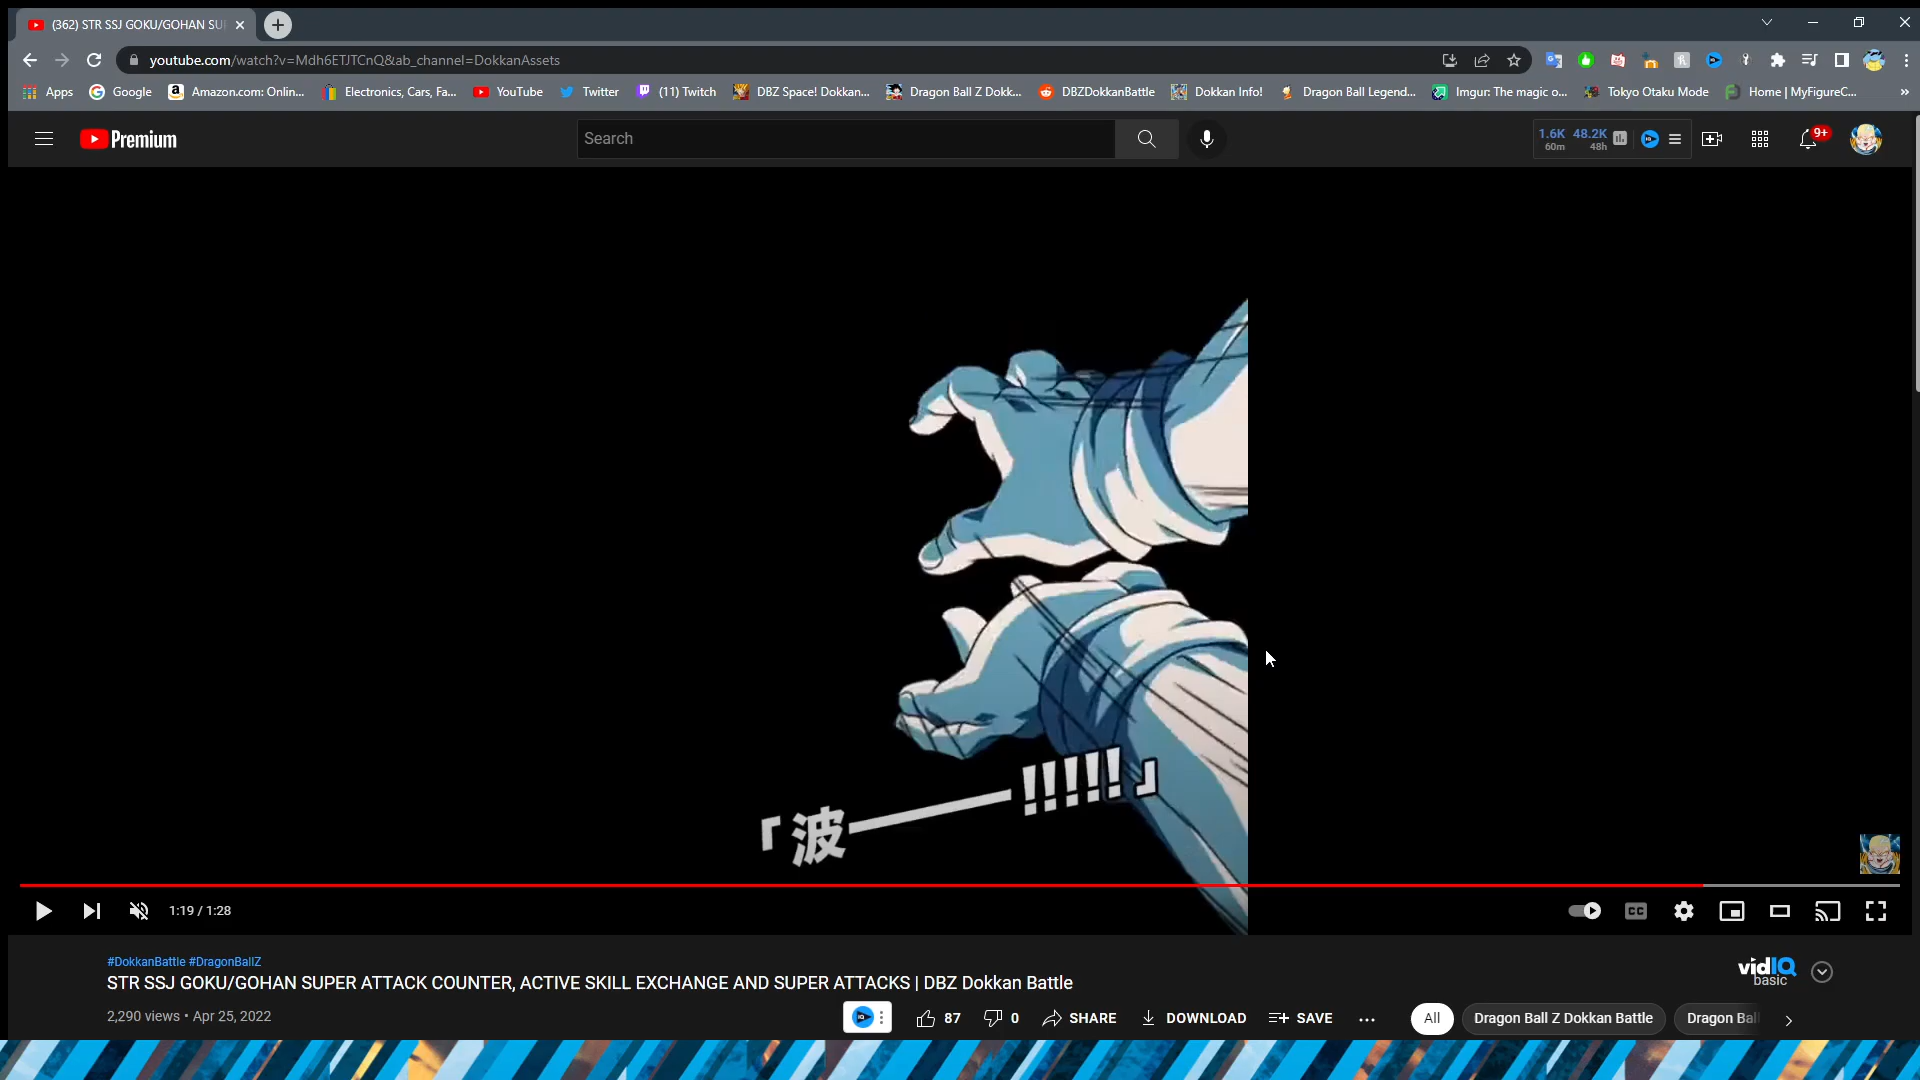 (362) STR SSJ GOKU/GOHAN SU
youtube.com/watch?v=Mdh6ETJTCnQ&ab_channel=DokkanAssets
Apps Google Amazon.com: Onlin... Electronics, Cars, Fa... YouTube Twitter (11) Twitch DBZ Space! Dokkan... Dragon Ball Z Dokk... DBZDokkanBattle Dokkan Info! Dragon Ball Legend... Imgur: The magic o... Tokyo Otaku Mode Home | MyFigureC... »
Premium Search 1.6K 48.2K 9+
60m 48h
「波━━━!!!!!」
1:19 / 1:28 CC
#DokkanBattle #DragonBallZ
STR SSJ GOKU/GOHAN SUPER ATTACK COUNTER, ACTIVE SKILL EXCHANGE AND SUPER ATTACKS | DBZ Dokkan Battle
vidIQ
basic
2,290 views • Apr 25, 2022
87 0 SHARE DOWNLOAD SAVE ... All Dragon Ball Z Dokkan Battle Dragon Bal